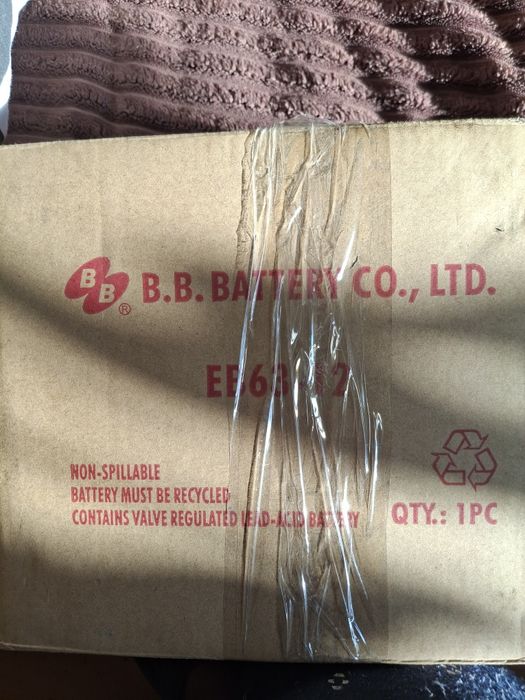 BB® B.B. BATTERY CO., LTD.
EB63-12
NON-SPILLABLE
BATTERY MUST BE RECYCLED
CONTAINS VALVE REGULATED LEAD-ACID BATTERY
QTY.: 1PC